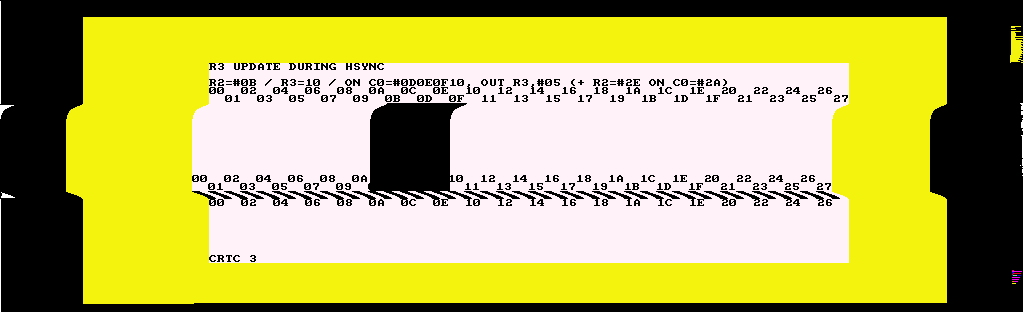 R3 UPDATE DURING HSYNC
R2=#0B / R3=10 / ON C0=#0D0E0F10, OUT R3,#05 (+ R2=#2E ON C0=#2A)
00 02 04 06 08 0A 0C 0E 10 12 14 16 18 1A 1C 1E 20 22 24 26
01 03 05 07 09 0B 0D 0F 11 13 15 17 19 1B 1D 1F 21 23 25 27
00 02 04 06 08 0A 10 12 14 16 18 1A 1C 1E 20 22 24 26
01 03 05 07 09 11 13 15 17 19 1B 1D 1F 21 23 25 27
00 02 04 06 08 0A 0C 0E 10 12 14 16 18 1A 1C 1E 20 22 24 26
CRTC 3